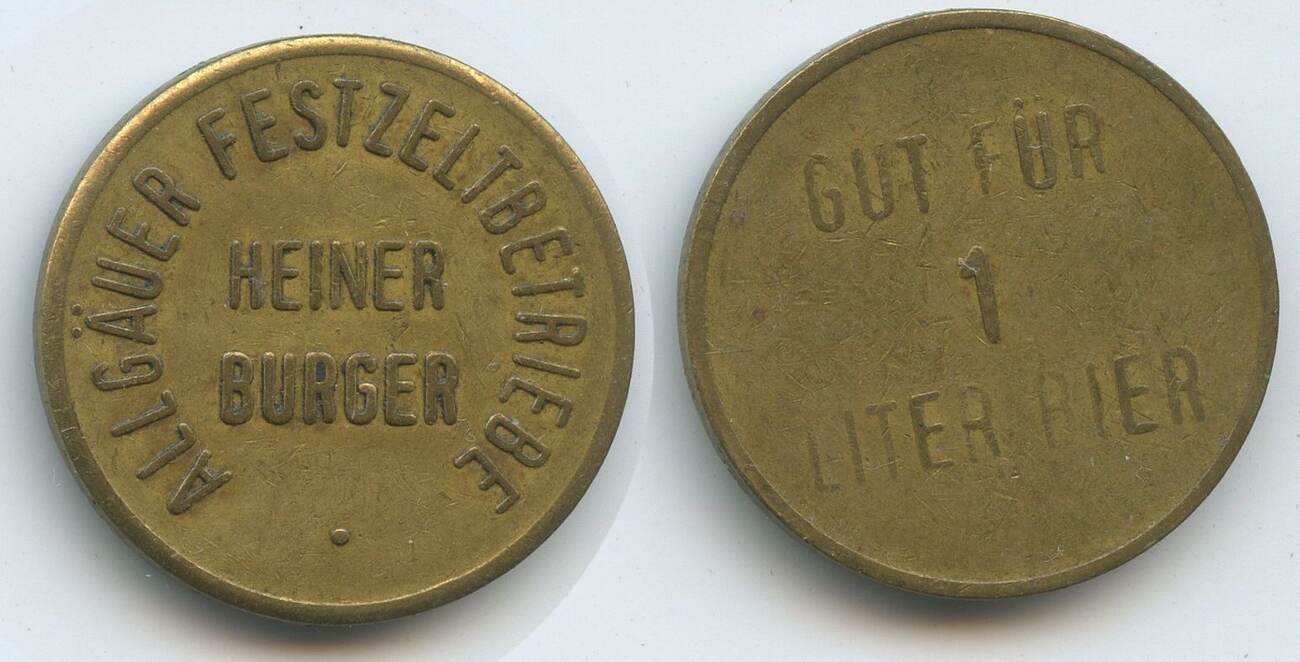 ALLGÄUER FESTZELTBETRIEBE
HEINER
BURGER
GUT FÜR
1
LITER BIER